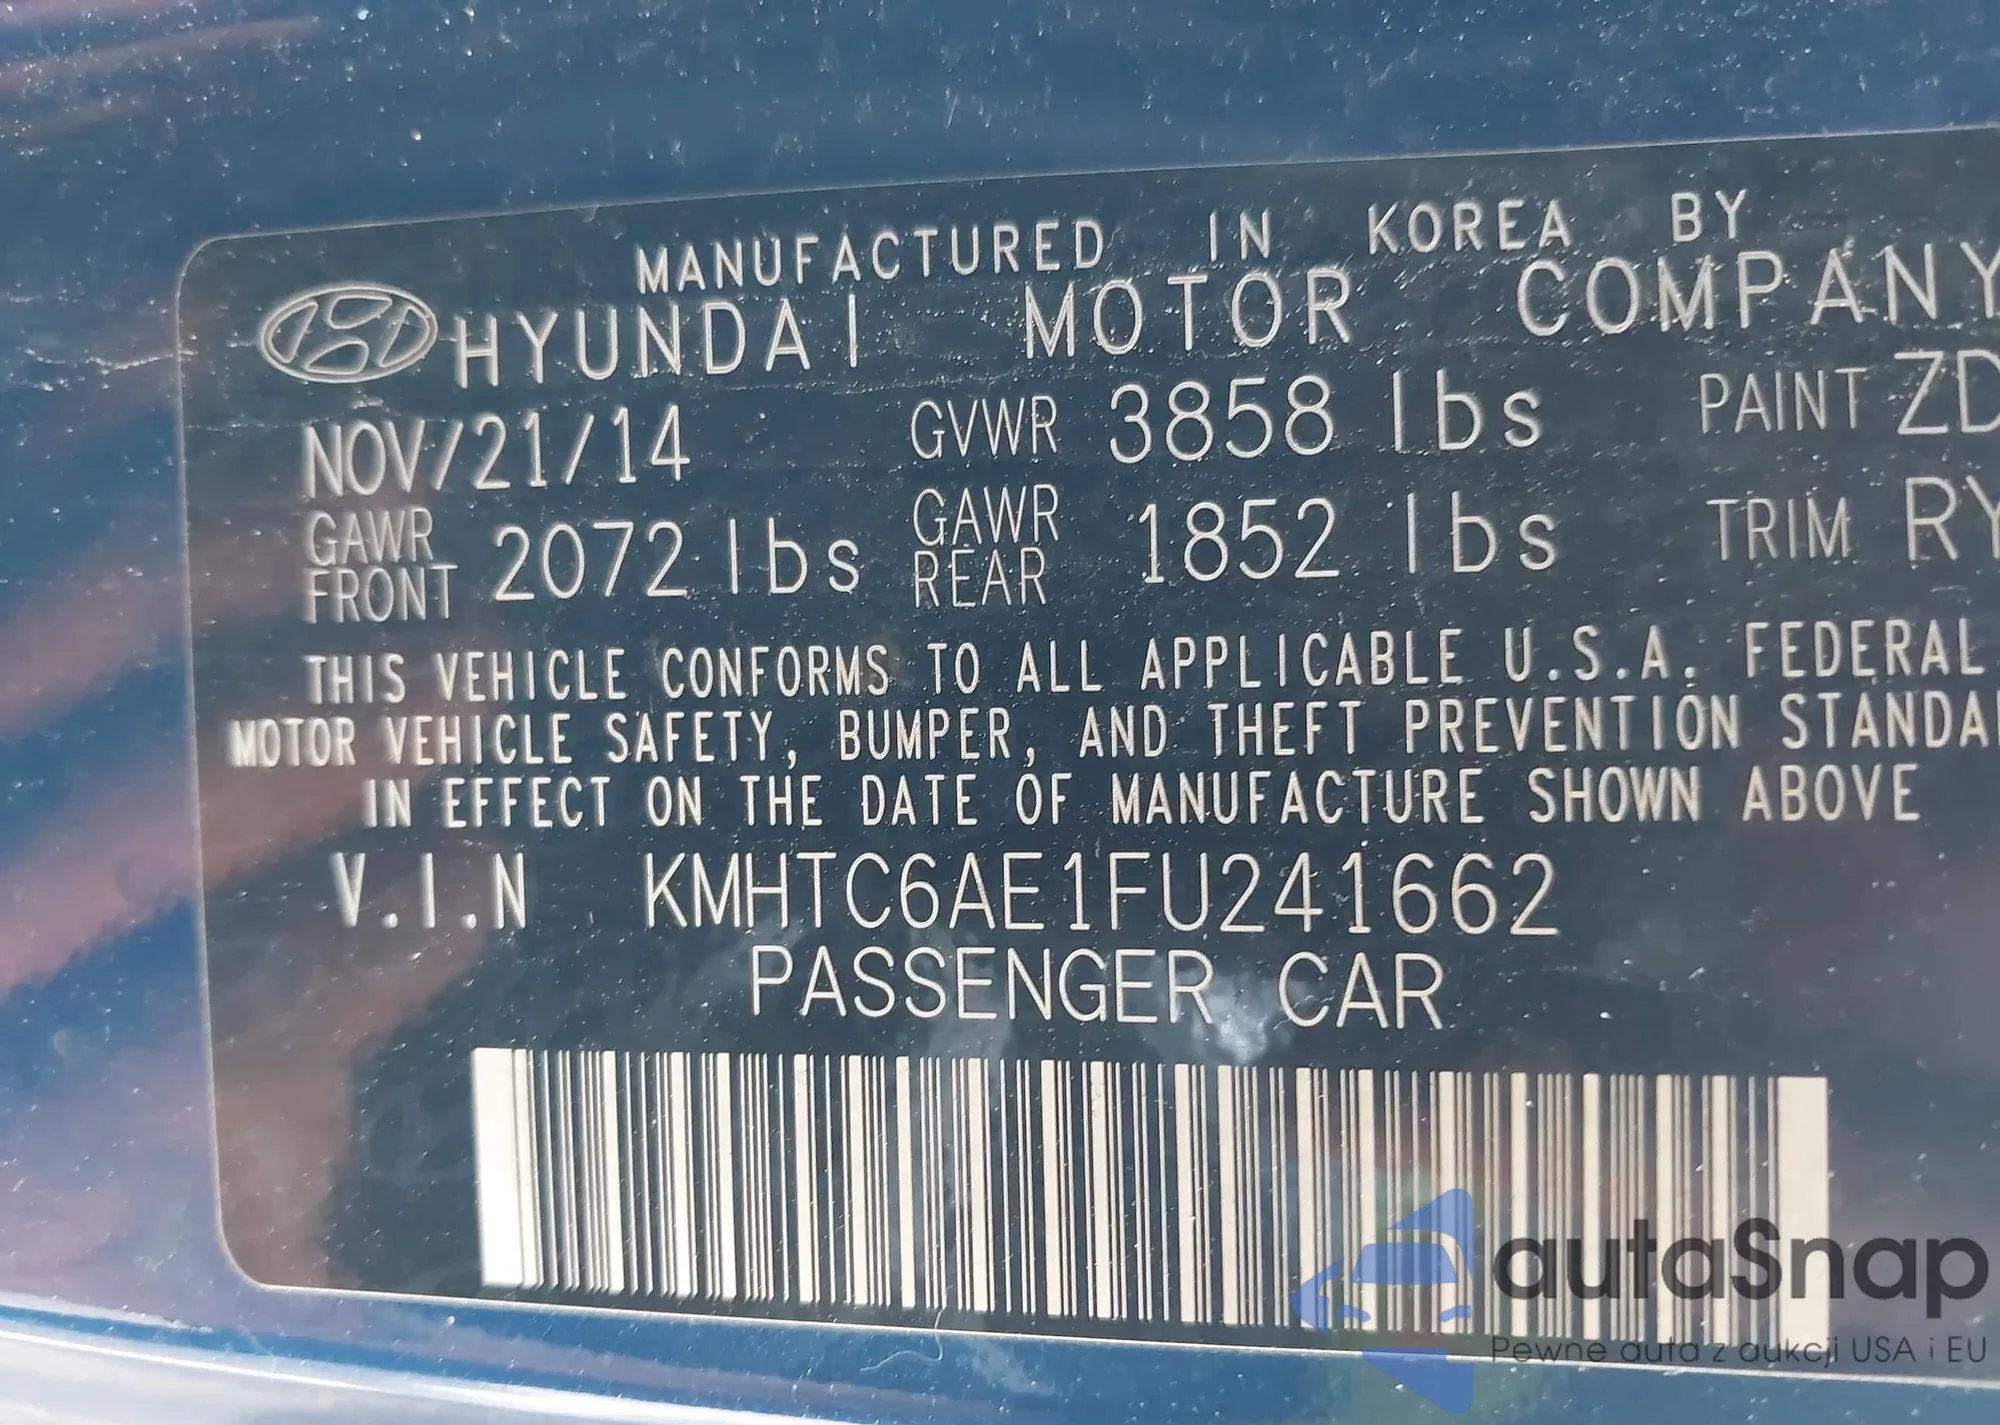 MANUFACTURED IN KOREA BY
HYUNDAI MOTOR COMPANY
NOV/21/14 GVWR 3858 lbs PAINT ZD
GAWR FRONT 2072 lbs GAWR REAR 1852 lbs TRIM RY
THIS VEHICLE CONFORMS TO ALL APPLICABLE U.S.A. FEDERAL
MOTOR VEHICLE SAFETY, BUMPER, AND THEFT PREVENTION
IN EFFECT ON THE DATE OF MANUFACTURE SHOWN ABOVE
V.I.N KMHTC6AE1FU241662
PASSENGER CAR
autaSnap
Pewne auta z aukcji USA i EU